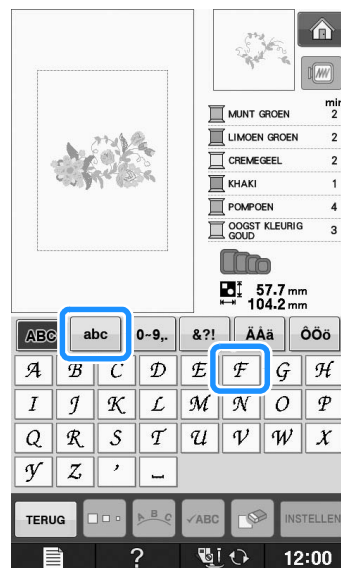 min
MUNT GROEN 2
LIMOEN GROEN 2
CREMEGEEL 2
KHAKI 1
POMPOEN 4
OOGST KLEURIG GOUD 3
57.7 mm
104.2 mm
ABC abc 0~9,. &?! ÄÅä ÔÖö
A B C D E F G H
I J K L M N O P
Q R S T U V W X
Y Z ’ ␣
TERUG A B C ✓ABC INSTELLEN
? 12:00